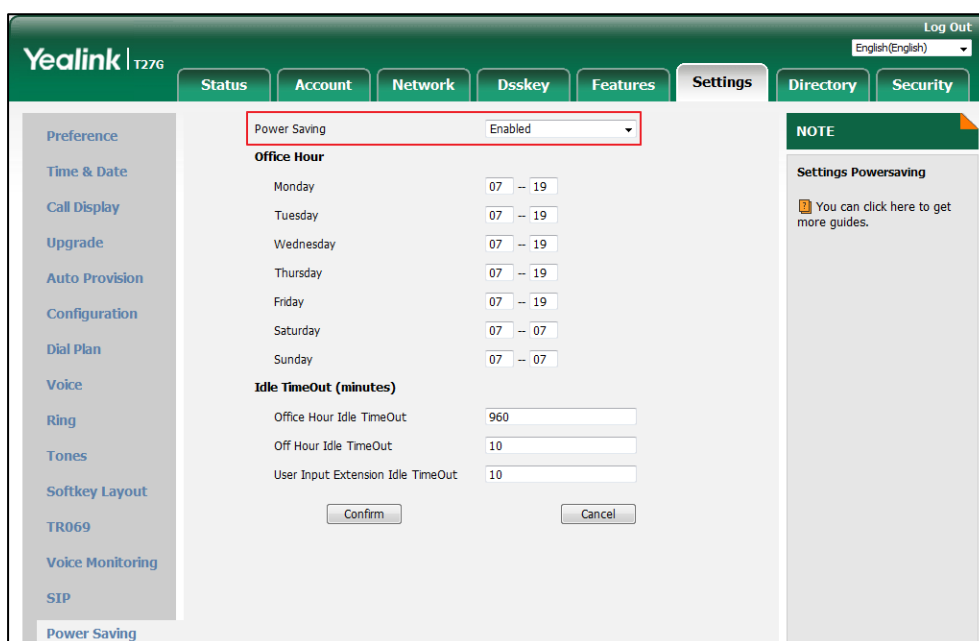 Log Out
Yealink T27G
English(English)
Status Account Network Dsskey Features Settings Directory Security
Preference
Time & Date
Call Display
Upgrade
Auto Provision
Configuration
Dial Plan
Voice
Ring
Tones
Softkey Layout
TR069
Voice Monitoring
SIP
Power Saving
Power Saving Enabled
Office Hour
Monday 07 -- 19
Tuesday 07 -- 19
Wednesday 07 -- 19
Thursday 07 -- 19
Friday 07 -- 19
Saturday 07 -- 07
Sunday 07 -- 07
Idle TimeOut (minutes)
Office Hour Idle TimeOut 960
Off Hour Idle TimeOut 10
User Input Extension Idle TimeOut 10
Confirm Cancel
NOTE
Settings Powersaving
? You can click here to get
more guides.